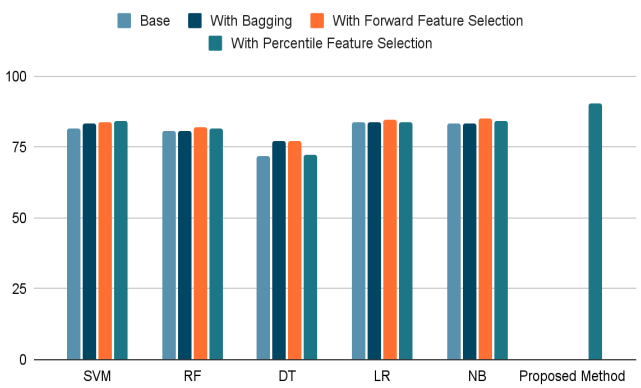 Base With Bagging With Forward Feature Selection
With Percentile Feature Selection
100
75
50
25
0
SVM RF DT LR NB Proposed Method